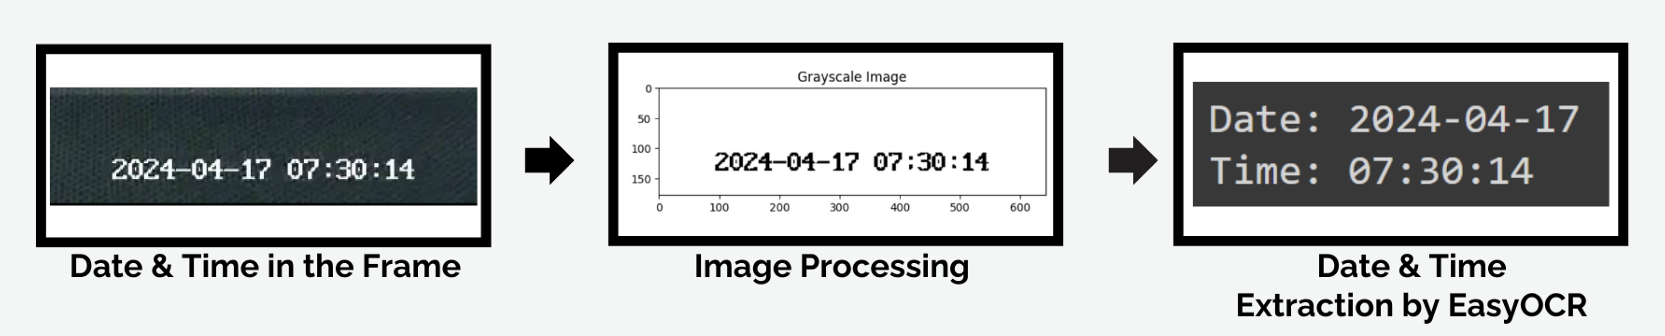 2024-04-17 07:30:14
Date & Time in the Frame
Grayscale Image
0
50
100
150
2024-04-17 07:30:14
0 100 200 300 400 500 600
Image Processing
Date: 2024-04-17
Time: 07:30:14
Date & Time
Extraction by EasyOCR